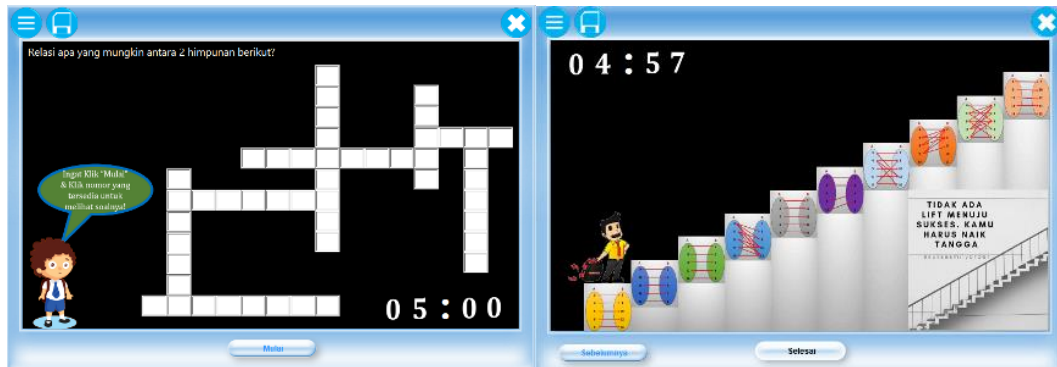 Relasi apa yang mungkin antara 2 himpunan berikut?
Ingat Klik "Mulai"
& Klik nomor yang
tersedia untuk
melihat soalnya!
05:00
Mulai
04:57
TIDAK ADA
LIFT MENUJU
SUKSES. KAMU
HARUS NAIK
TANGGA
Sebelumnya
Selesai